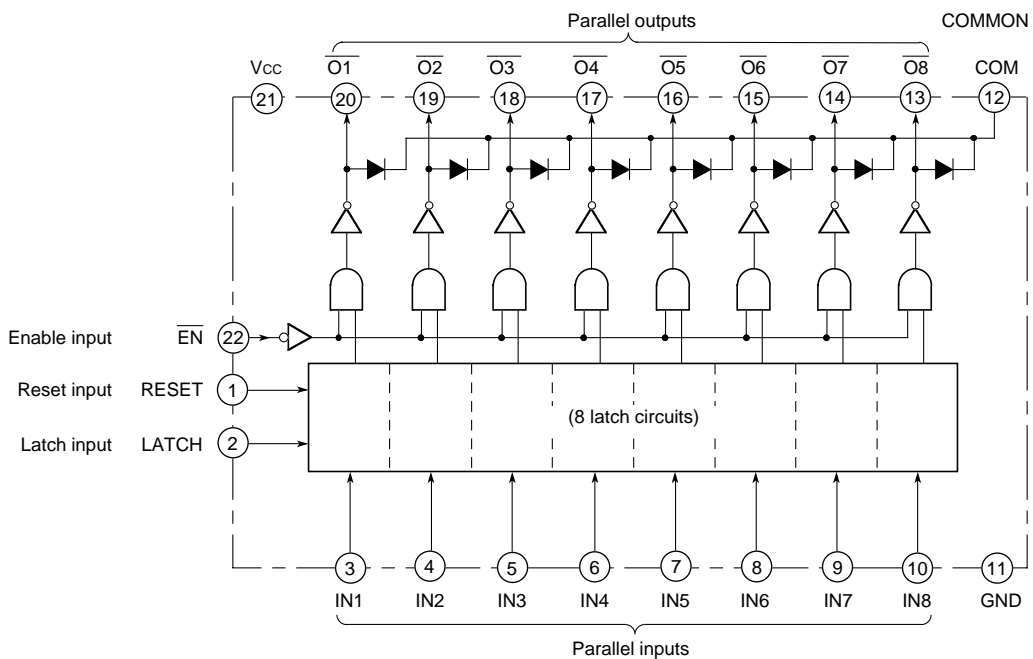 Parallel outputs COMMON
VCC O1 O2 O3 O4 O5 O6 O7 O8 COM
21 20 19 18 17 16 15 14 13 12
Enable input EN 22
Reset input RESET 1
(8 latch circuits)
Latch input LATCH 2
3 4 5 6 7 8 9 10 11
IN1 IN2 IN3 IN4 IN5 IN6 IN7 IN8 GND
Parallel inputs